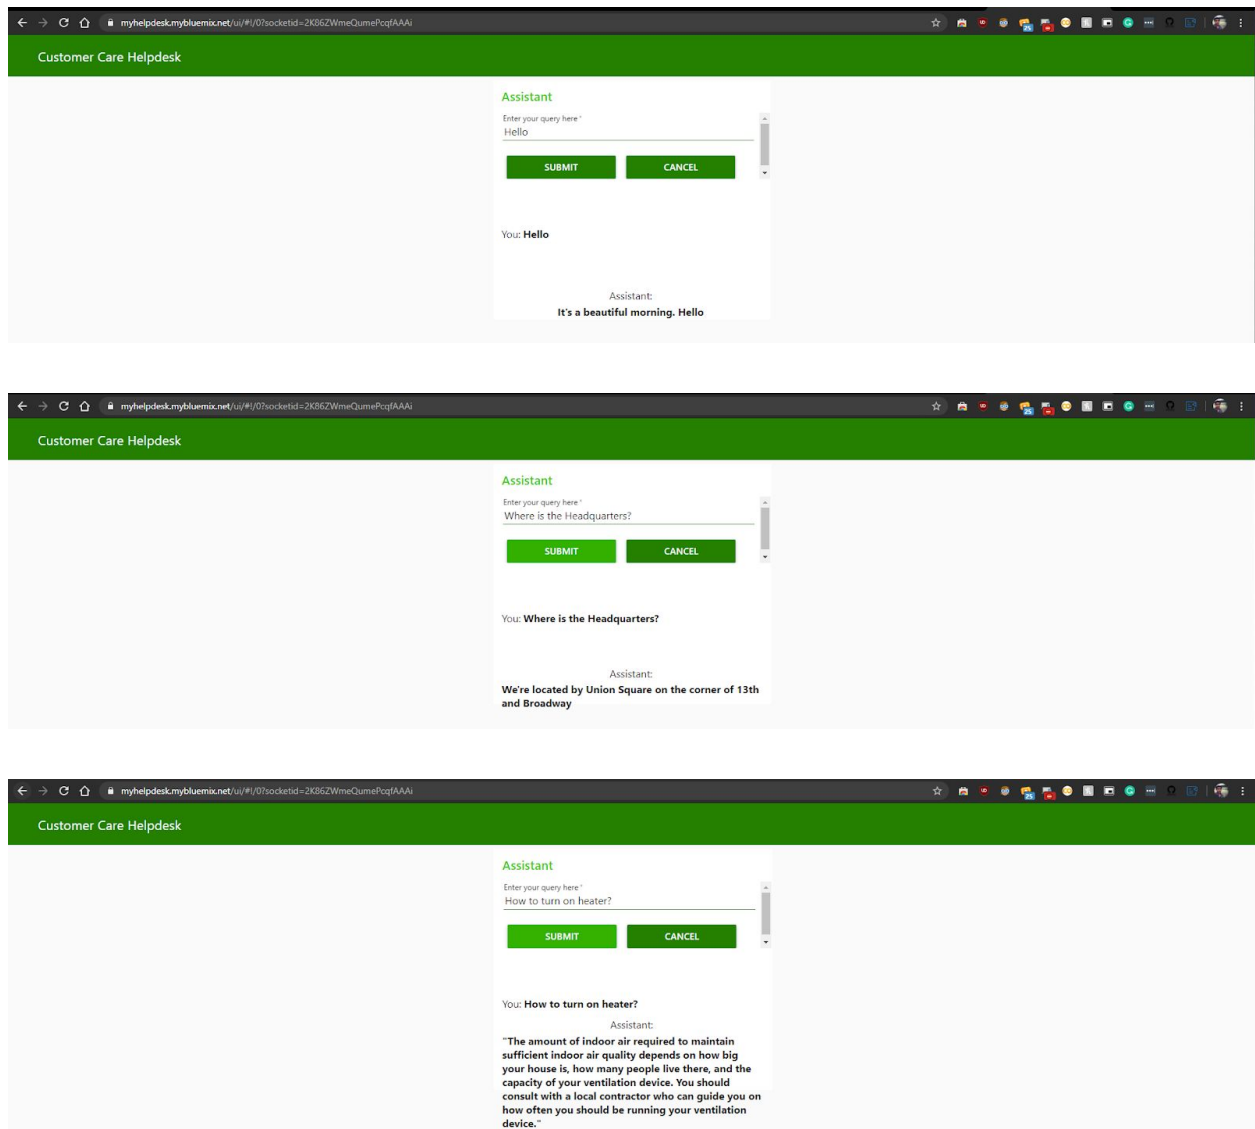 myhelpdesk.mybluemix.net/ui/#!/0?socketid=2K86ZWmeQumePcqfAAAi
Customer Care Helpdesk
Assistant
Enter your query here *
Hello
SUBMIT CANCEL
You: Hello
Assistant:
It's a beautiful morning. Hello
myhelpdesk.mybluemix.net/ui/#!/0?socketid=2K86ZWmeQumePcqfAAAi
Customer Care Helpdesk
Assistant
Enter your query here *
Where is the Headquarters?
SUBMIT CANCEL
You: Where is the Headquarters?
Assistant:
We're located by Union Square on the corner of 13th
and Broadway
myhelpdesk.mybluemix.net/ui/#!/0?socketid=2K86ZWmeQumePcqfAAAi
Customer Care Helpdesk
Assistant
Enter your query here *
How to turn on heater?
SUBMIT CANCEL
You: How to turn on heater?
Assistant:
"The amount of indoor air required to maintain
sufficient indoor air quality depends on how big
your house is, how many people live there, and the
capacity of your ventilation device. You should
consult with a local contractor who can guide you on
how often you should be running your ventilation
device."